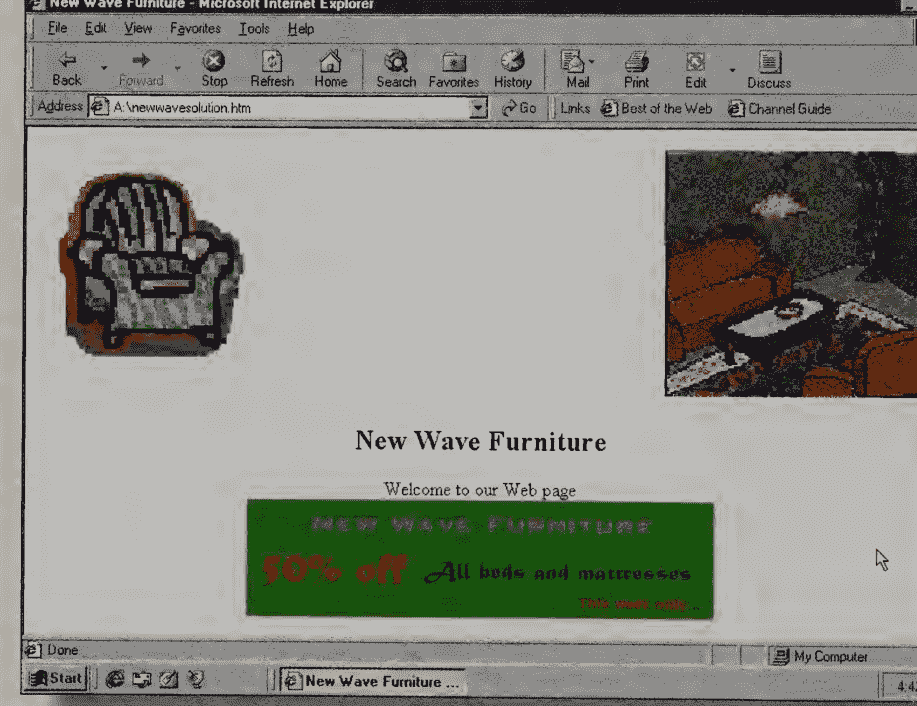 New Wave Furniture - Microsoft Internet Explorer
File Edit View Favorites Tools Help
Back Forward Stop Refresh Home Search Favorites History Mail Print Edit Discuss
Address A:\newwavesolution.htm Go Links Best of the Web Channel Guide
New Wave Furniture
Welcome to our Web page
NEW WAVE FURNITURE
50% off All beds and mattresses
This week only...
Done My Computer
Start New Wave Furniture ...